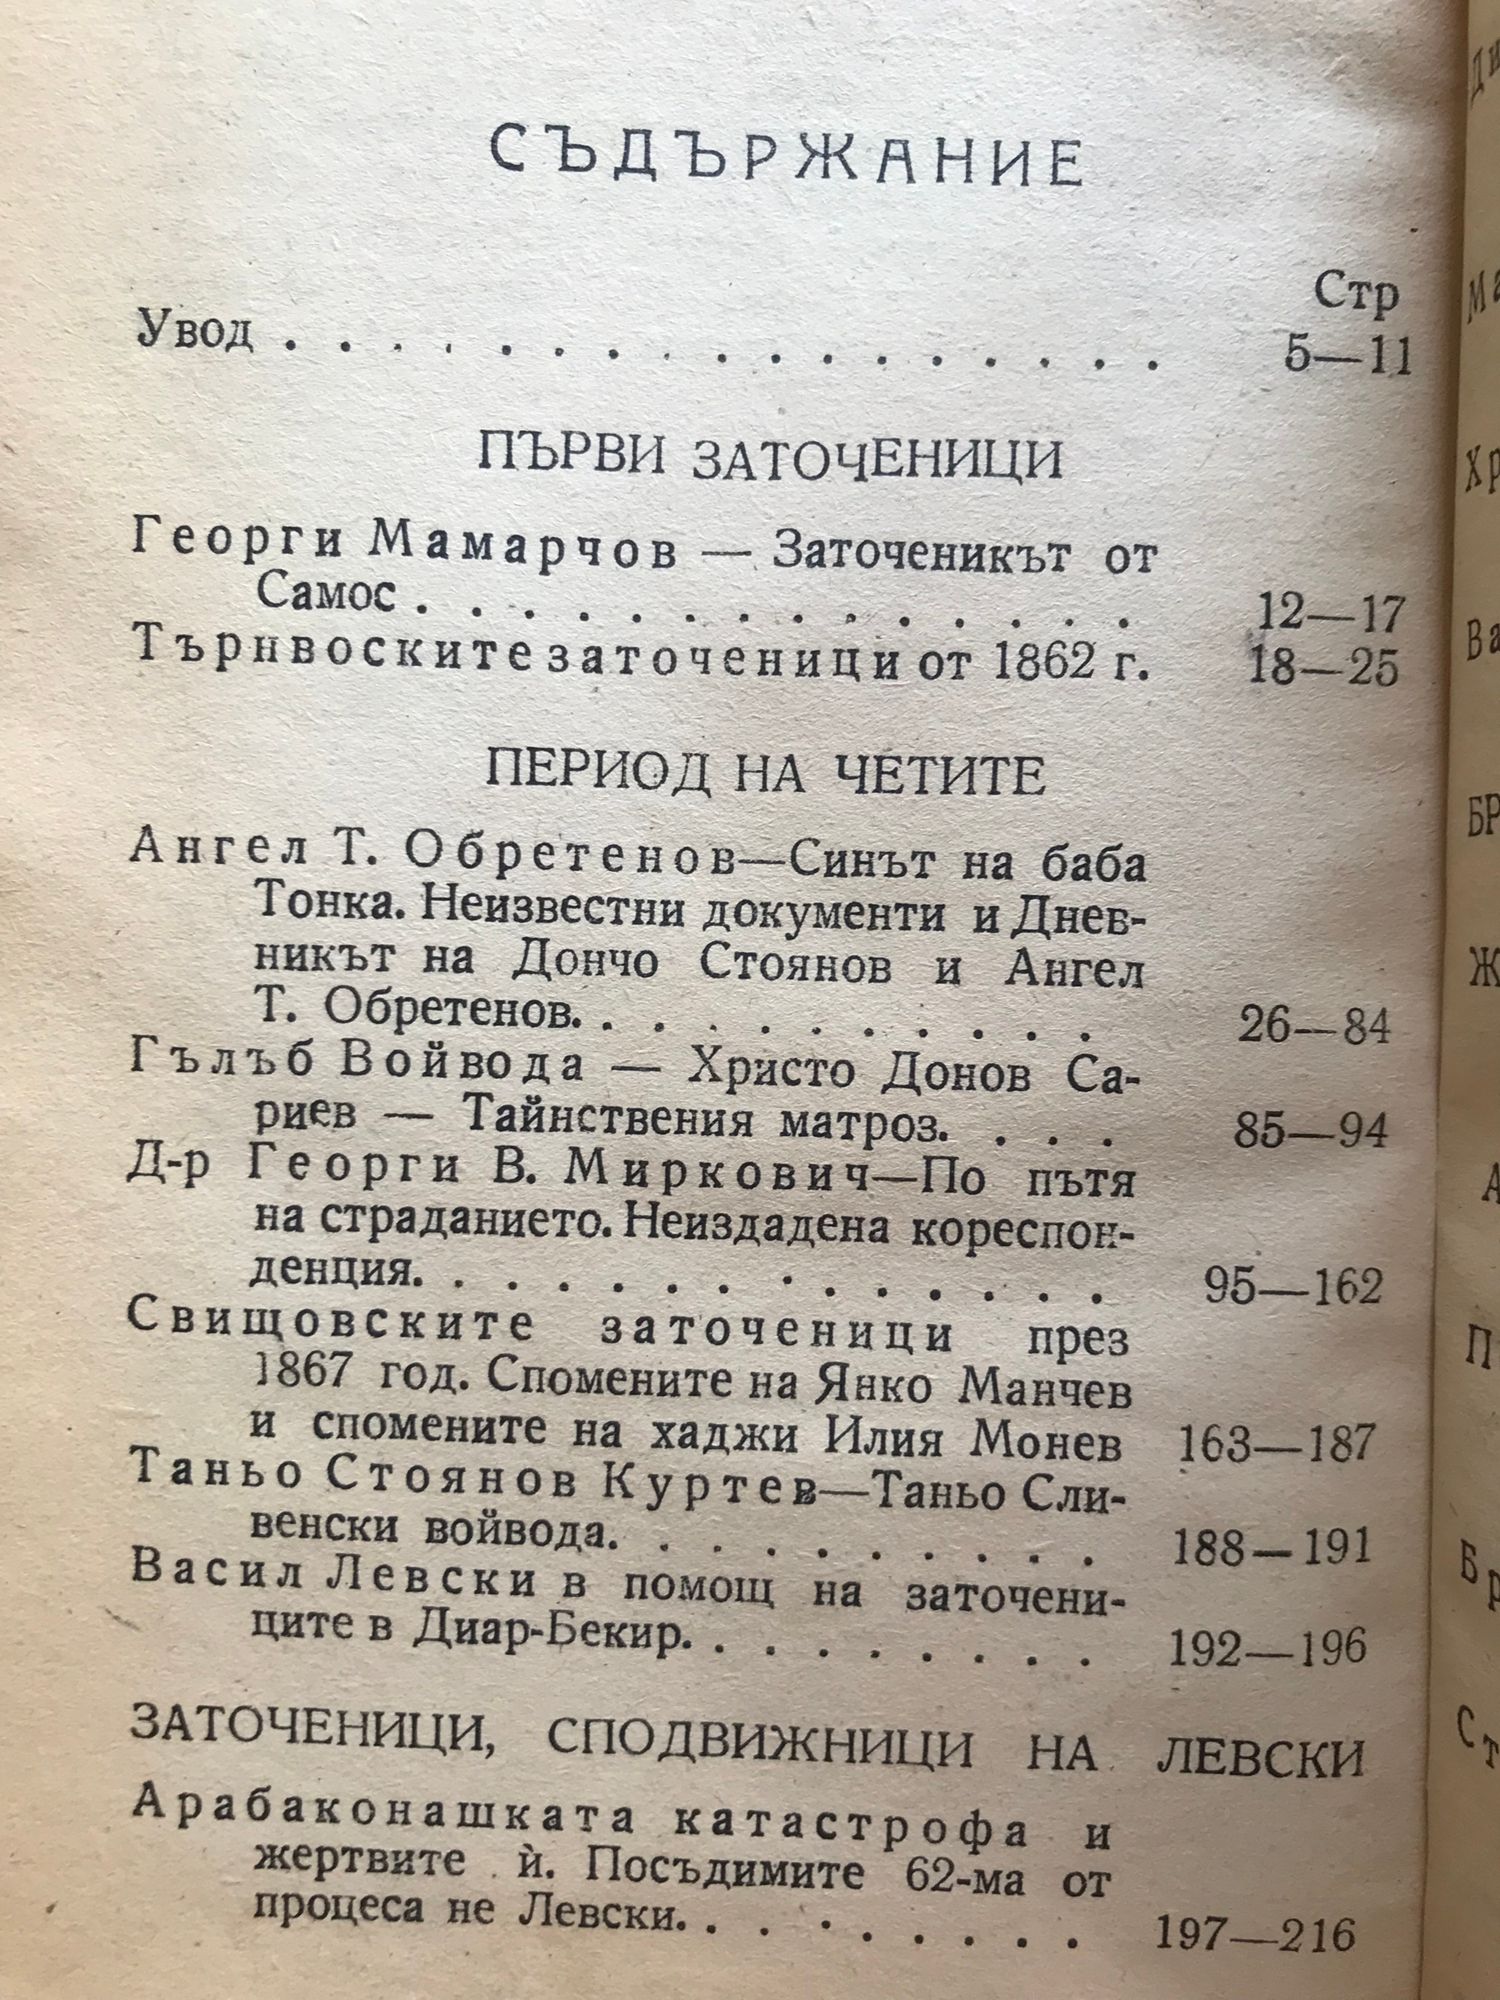 СЪДЪРЖАНИЕ
Стр
Увод . . . . . . . . . . . . . . . . . 5—11
ПЪРВИ ЗАТОЧЕНИЦИ
Георги Мамарчов — Заточеникът от
Самос . . . . . . . . . . . . . . 12—17
Търнвоскитезаточеници от 1862 г. 18—25
ПЕРИОД НА ЧЕТИТЕ
Ангел Т. Обретенов—Синът на баба
Тонка. Неизвестни документи и Днев-
никът на Дончо Стоянов и Ангел
Т. Обретенов. . . . . . . . . . . 26—84
Гълъб Войвода — Христо Донов Са-
риев — Тайнствения матроз. . . . 85—94
Д-р Георги В. Миркович—По пътя
на страданието. Неиздадена кореспон-
денция. . . . . . . . . . . . . . 95—162
Свищовските заточеници през
1867 год. Спомените на Янко Манчев
и спомените на хаджи Илия Монев 163—187
Таньо Стоянов Куртев—Таньо Сли-
венски войвода. . . . . . . . . . 188—191
Васил Левски в помощ на заточени-
ците в Диар-Бекир. . . . . . . . . 192—196
ЗАТОЧЕНИЦИ, СПОДВИЖНИЦИ НА ЛЕВСКИ
Арабаконашката катастрофа и
жертвите ѝ. Посъдимите 62-ма от
процеса не Левски. . . . . . . . . 197—216